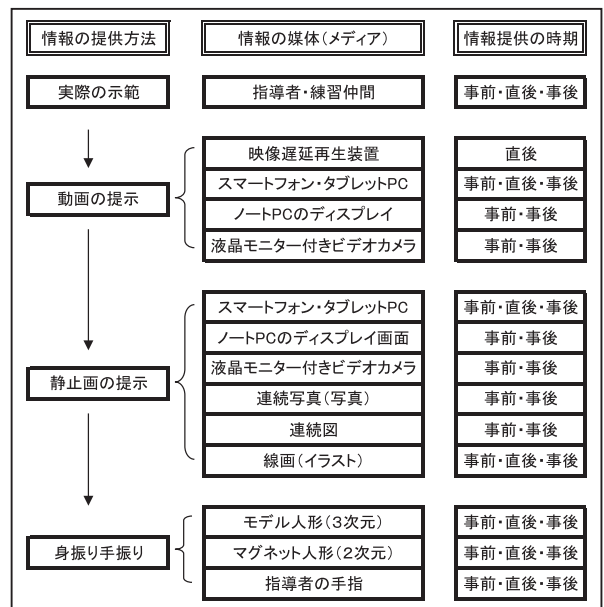 情報の提供方法 情報の媒体(メディア) 情報提供の時期
実際の示範 指導者・練習仲間 事前・直後・事後
映像遅延再生装置 直後
スマートフォン・タブレットPC 事前・直後・事後
動画の提示
ノートPCのディスプレイ 事前・事後
液晶モニター付きビデオカメラ 事前・事後
スマートフォン・タブレットPC 事前・直後・事後
ノートPCのディスプレイ画面 事前・事後
液晶モニター付きビデオカメラ 事前・事後
静止画の提示
連続写真(写真) 事前・事後
連続図 事前・事後
線画(イラスト) 事前・直後・事後
モデル人形(3次元) 事前・直後・事後
身振り手振り マグネット人形(2次元) 事前・直後・事後
指導者の手指 事前・直後・事後